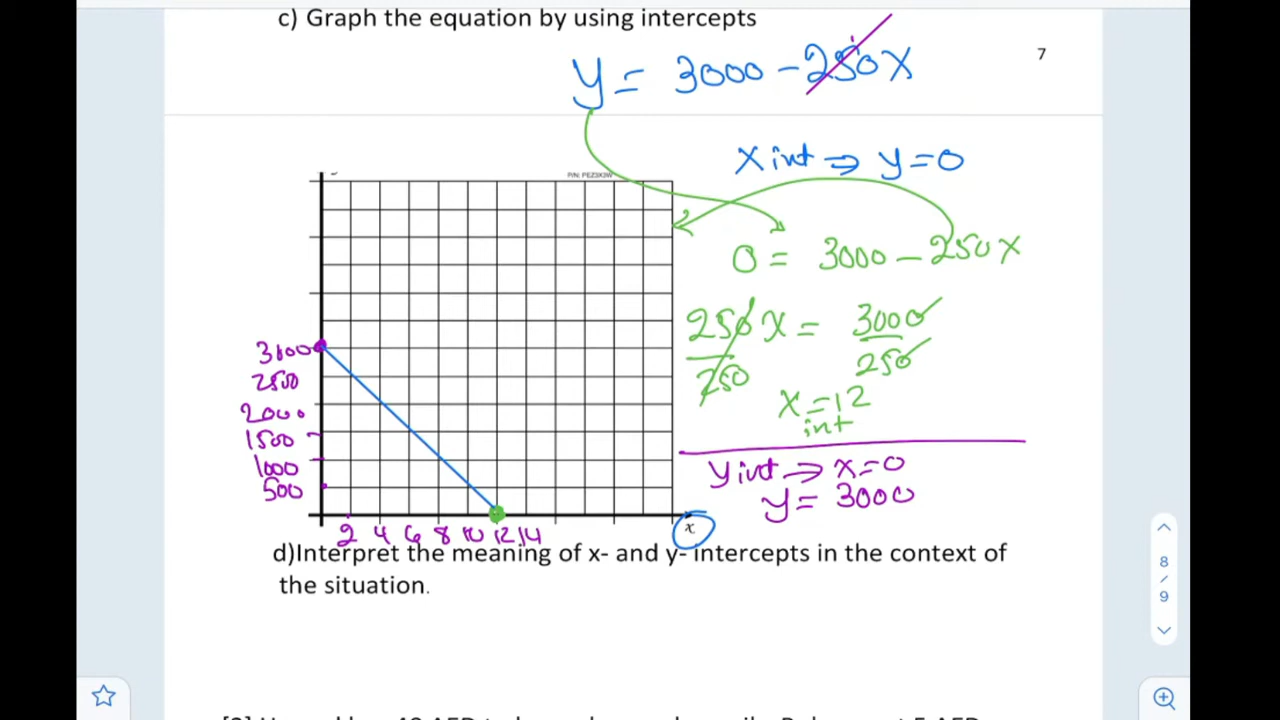 c) Graph the equation by using intercepts
y = 3000 - 250x
7
x int ⇒ y = 0
P/N: PEZ3X3W
0 = 3000 - 250x
250x = 3000
250 250
x = 12
int
y int → x = 0
y = 3000
3000
2500
2000
1500
1000
500
2 4 6 8 10 12 14
x
d)Interpret the meaning of x- and y- intercepts in the context of
the situation.
8
/
9